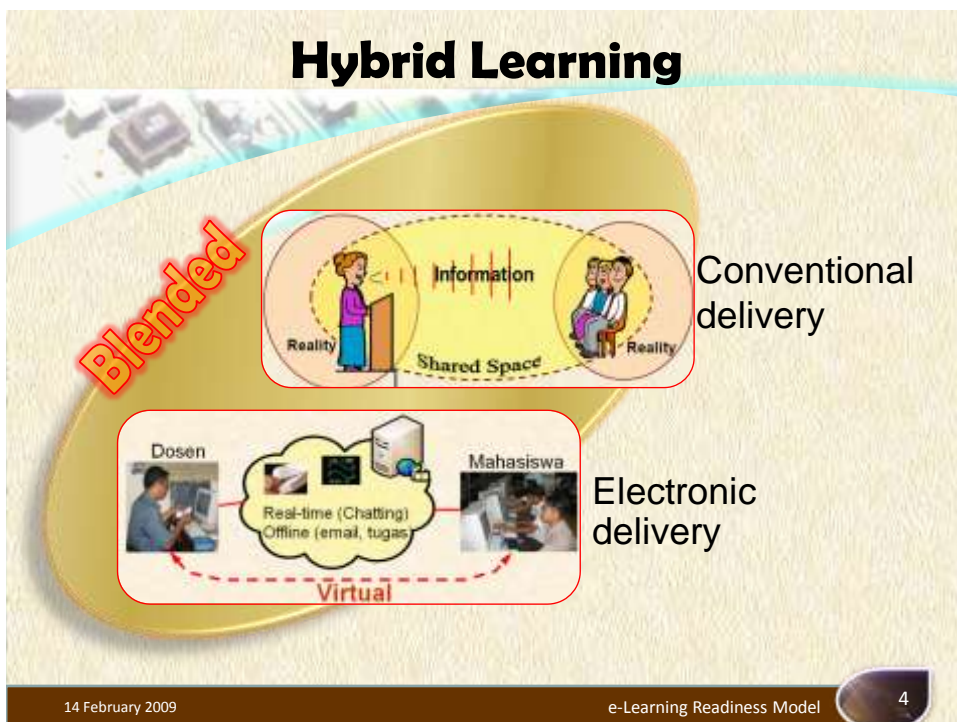 Hybrid Learning
Blended
Information
Reality
Reality
Shared Space
Conventional
delivery
Dosen
Mahasiswa
Real-time (Chatting)
Offline (email, tugas
Virtual
Electronic
delivery
14 February 2009
e-Learning Readiness Model
4